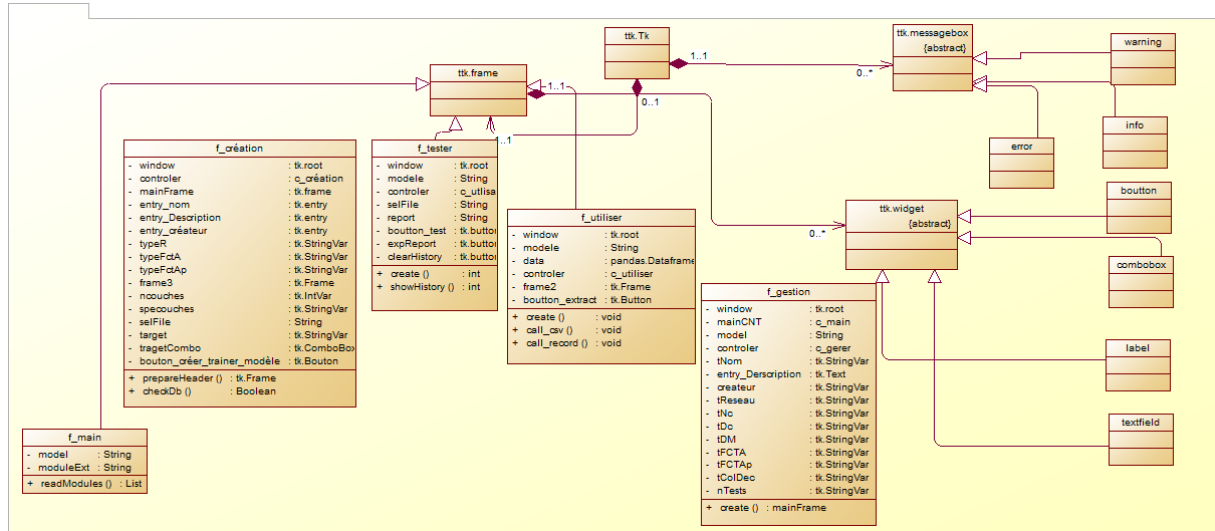 ttk.Tk
ttk.messagebox
{abstract}
warning
info
error
1..1
0..*
ttk.frame
1..1
0..1
1..1
f_création
- window : tk.root
- controler : c_création
- mainFrame : tk.frame
- entry_nom : tk.entry
- entry_Description : tk.entry
- entry_créateur : tk.entry
- typeR : tk.StringVar
- typeFctA : tk.StringVar
- typeFctAp : tk.StringVar
- frame3 : tk.Frame
- ncouches : tk.IntVar
- specouches : tk.StringVar
- selFile : String
- target : tk.StringVar
- tragetCombo : tk.ComboBox
- bouton_créer_trainer_modèle : tk.Bouton
+ prepareHeader () : tk.Frame
+ checkDb () : Boolean
f_tester
- window : tk.root
- modele : String
- controler : c_utlisa
- selFile : String
- report : String
- boutton_test : tk.button
- expReport : tk.button
- clearHistory : tk.button
+ create () : int
+ showHistory () : int
f_utiliser
- window : tk.root
- modele : String
- data : pandas.Dataframe
- controler : c_utiliser
- frame2 : tk.Frame
- boutton_extract : tk.Button
+ create () : void
+ call_csv () : void
+ call_record () : void
0..*
ttk.widget
{abstract}
boutton
combobox
label
textfield
f_gestion
- window : tk.root
- mainCNT : c_main
- model : String
- controler : c_gerer
- tNom : tk.StringVar
- entry_Derscription : tk.Text
- createur : tk.StringVar
- tReseau : tk.StringVar
- tNc : tk.StringVar
- tDc : tk.StringVar
- tDM : tk.StringVar
- tFCTA : tk.StringVar
- tFCTAp : tk.StringVar
- tColDec : tk.StringVar
- nTests : tk.StringVar
+ create () : mainFrame
f_main
- model : String
- moduleExt : String
+ readModules () : List